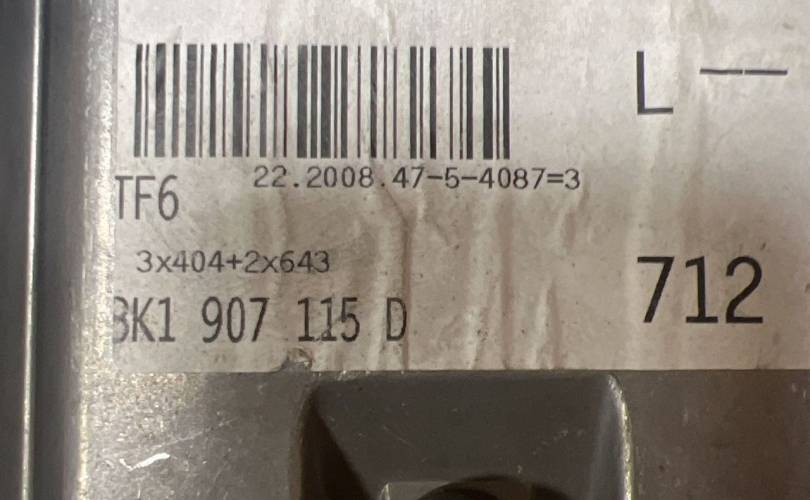 L —
22.2008.47-5-4087=3
TF6
3x404+2x643
712
3K1 907 115 D